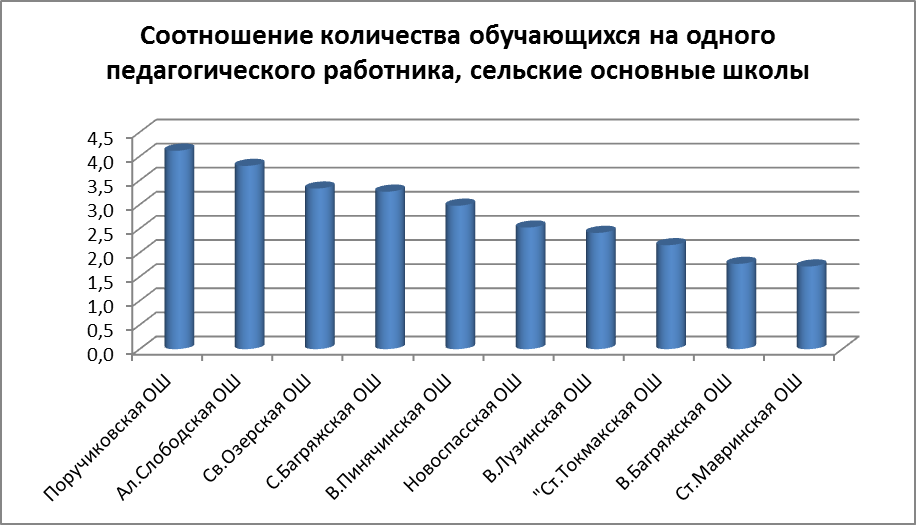 Соотношение количества обучающихся на одного
педагогического работника, сельские основные школы
4,5
4,0
3,5
3,0
2,5
2,0
1,5
1,0
0,5
0,0
Поручиковская ОШ
Ал.Слободская ОШ
Св.Озерская ОШ
С.Багряжская ОШ
В.Пинячинская ОШ
Новоспасская ОШ
В.Лузинская ОШ
"Ст.Токмакская ОШ
В.Багряжская ОШ
Ст.Мавринская ОШ